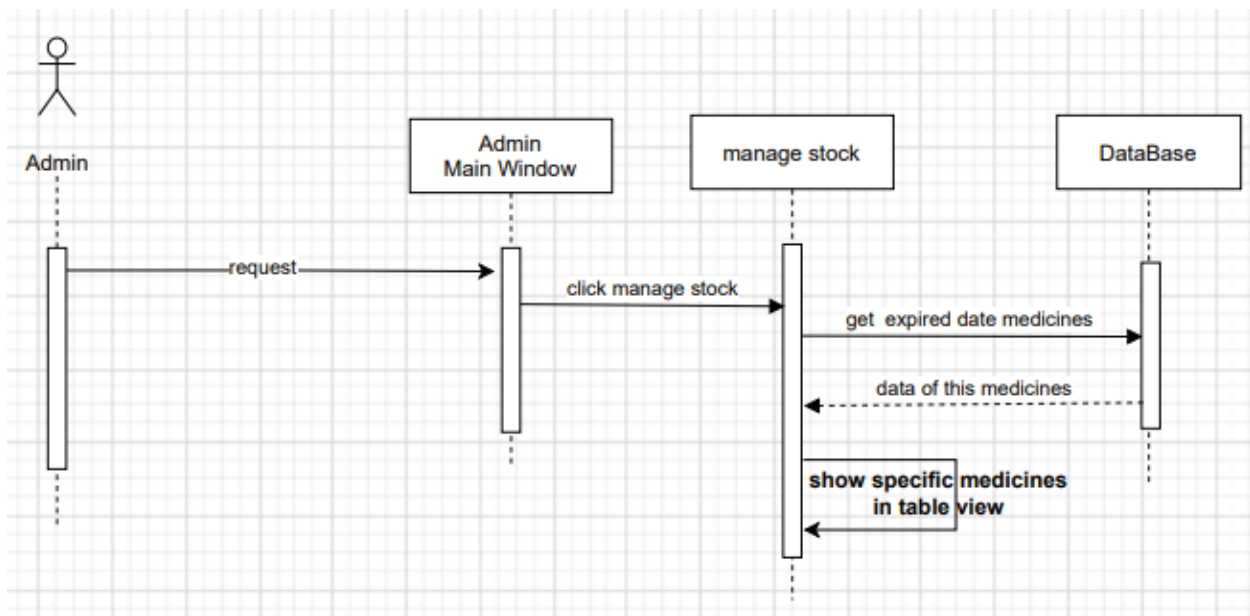 Admin
Admin
Main Window
manage stock
DataBase
request
click manage stock
get expired date medicines
data of this medicines
show specific medicines
in table view